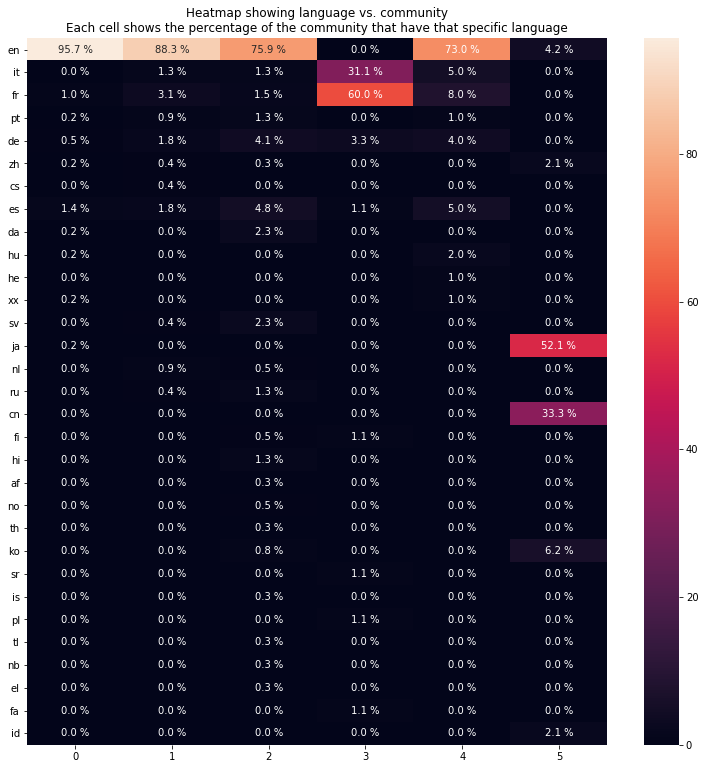 Heatmap showing language vs. community
Each cell shows the percentage of the community that have that specific language
en 95.7 % 88.3 % 75.9 % 0.0 % 73.0 % 4.2 %
it 0.0 % 1.3 % 1.3 % 31.1 % 5.0 % 0.0 %
fr 1.0 % 3.1 % 1.5 % 60.0 % 8.0 % 0.0 %
pt 0.2 % 0.9 % 1.3 % 0.0 % 1.0 % 0.0 %
de 0.5 % 1.8 % 4.1 % 3.3 % 4.0 % 0.0 %
zh 0.2 % 0.4 % 0.3 % 0.0 % 0.0 % 2.1 %
cs 0.0 % 0.4 % 0.0 % 0.0 % 0.0 % 0.0 %
es 1.4 % 1.8 % 4.8 % 1.1 % 5.0 % 0.0 %
da 0.2 % 0.0 % 2.3 % 0.0 % 0.0 % 0.0 %
hu 0.2 % 0.0 % 0.0 % 0.0 % 2.0 % 0.0 %
he 0.0 % 0.0 % 0.0 % 0.0 % 1.0 % 0.0 %
xx 0.2 % 0.0 % 0.0 % 0.0 % 1.0 % 0.0 %
sv 0.0 % 0.4 % 2.3 % 0.0 % 0.0 % 0.0 %
ja 0.2 % 0.0 % 0.0 % 0.0 % 0.0 % 52.1 %
nl 0.0 % 0.9 % 0.5 % 0.0 % 0.0 % 0.0 %
ru 0.0 % 0.4 % 1.3 % 0.0 % 0.0 % 0.0 %
cn 0.0 % 0.0 % 0.0 % 0.0 % 0.0 % 33.3 %
fi 0.0 % 0.0 % 0.5 % 1.1 % 0.0 % 0.0 %
hi 0.0 % 0.0 % 1.3 % 0.0 % 0.0 % 0.0 %
af 0.0 % 0.0 % 0.3 % 0.0 % 0.0 % 0.0 %
no 0.0 % 0.0 % 0.5 % 0.0 % 0.0 % 0.0 %
th 0.0 % 0.0 % 0.3 % 0.0 % 0.0 % 0.0 %
ko 0.0 % 0.0 % 0.8 % 0.0 % 0.0 % 6.2 %
sr 0.0 % 0.0 % 0.0 % 1.1 % 0.0 % 0.0 %
is 0.0 % 0.0 % 0.3 % 0.0 % 0.0 % 0.0 %
pl 0.0 % 0.0 % 0.0 % 1.1 % 0.0 % 0.0 %
tl 0.0 % 0.0 % 0.3 % 0.0 % 0.0 % 0.0 %
nb 0.0 % 0.0 % 0.3 % 0.0 % 0.0 % 0.0 %
el 0.0 % 0.0 % 0.3 % 0.0 % 0.0 % 0.0 %
fa 0.0 % 0.0 % 0.0 % 1.1 % 0.0 % 0.0 %
id 0.0 % 0.0 % 0.0 % 0.0 % 0.0 % 2.1 %
0 1 2 3 4 5
80
60
40
20
0